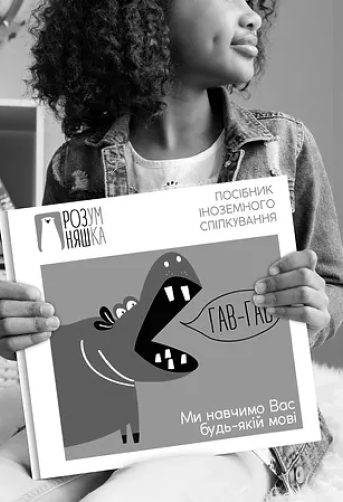 РОЗУМ
НЯШКА
ПОСІБНИК
ІНОЗЕМНОГО
СПІЛКУВАННЯ
ГАВ-ГАВ
Ми навчимо Вас
будь-якій мові